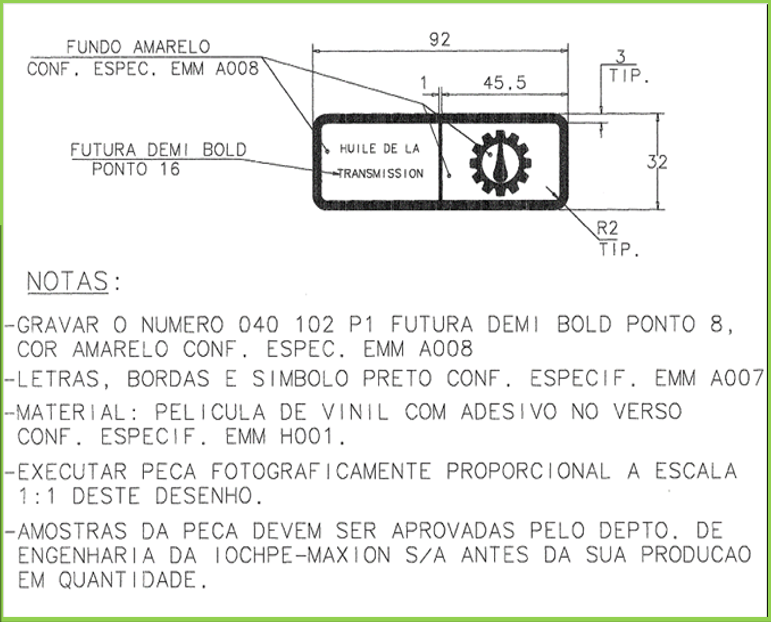 FUNDO AMARELO
CONF. ESPEC. EMM A008
92
3
TIP.
1
45.5
HUILE DE LA
TRANSMISSION
FUTURA DEMI BOLD
PONTO 16
32
R2
TIP.
NOTAS:
-GRAVAR O NUMERO 040 102 P1 FUTURA DEMI BOLD PONTO 8,
COR AMARELO CONF. ESPEC. EMM A008
-LETRAS, BORDAS E SIMBOLO PRETO CONF. ESPECIF. EMM A007
-MATERIAL: PELICULA DE VINIL COM ADESIVO NO VERSO
CONF. ESPECIF. EMM H001.
-EXECUTAR PECA FOTOGRAFICAMENTE PROPORCIONAL A ESCALA
1:1 DESTE DESENHO.
-AMOSTRAS DA PECA DEVEM SER APROVADAS PELO DEPTO. DE
ENGENHARIA DA IOCHPE-MAXION S/A ANTES DA SUA PRODUCAO
EM QUANTIDADE.